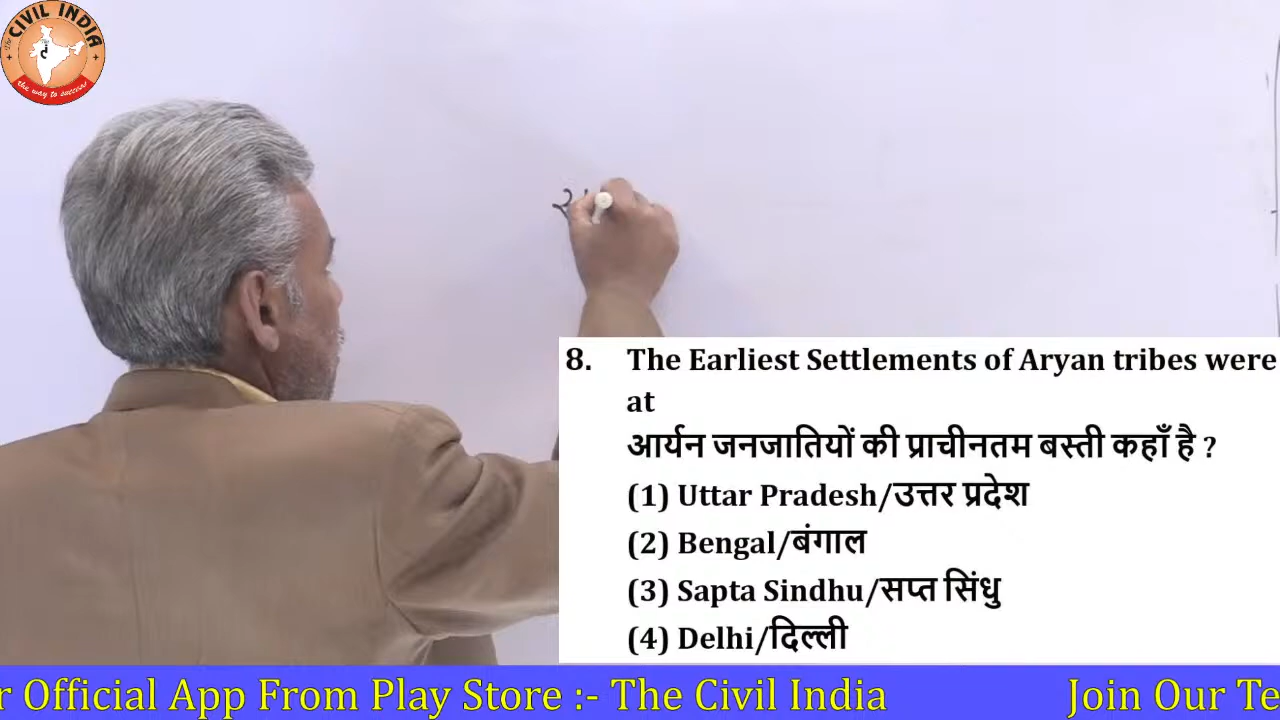 The CIVIL INDIA
the way to success
8. The Earliest Settlements of Aryan tribes were
at
आर्यन जनजातियों की प्राचीनतम बस्ती कहाँ है ?
(1) Uttar Pradesh/उत्तर प्रदेश
(2) Bengal/बंगाल
(3) Sapta Sindhu/सप्त सिंधु
(4) Delhi/दिल्ली
r Official App From Play Store :- The Civil India Join Our Te